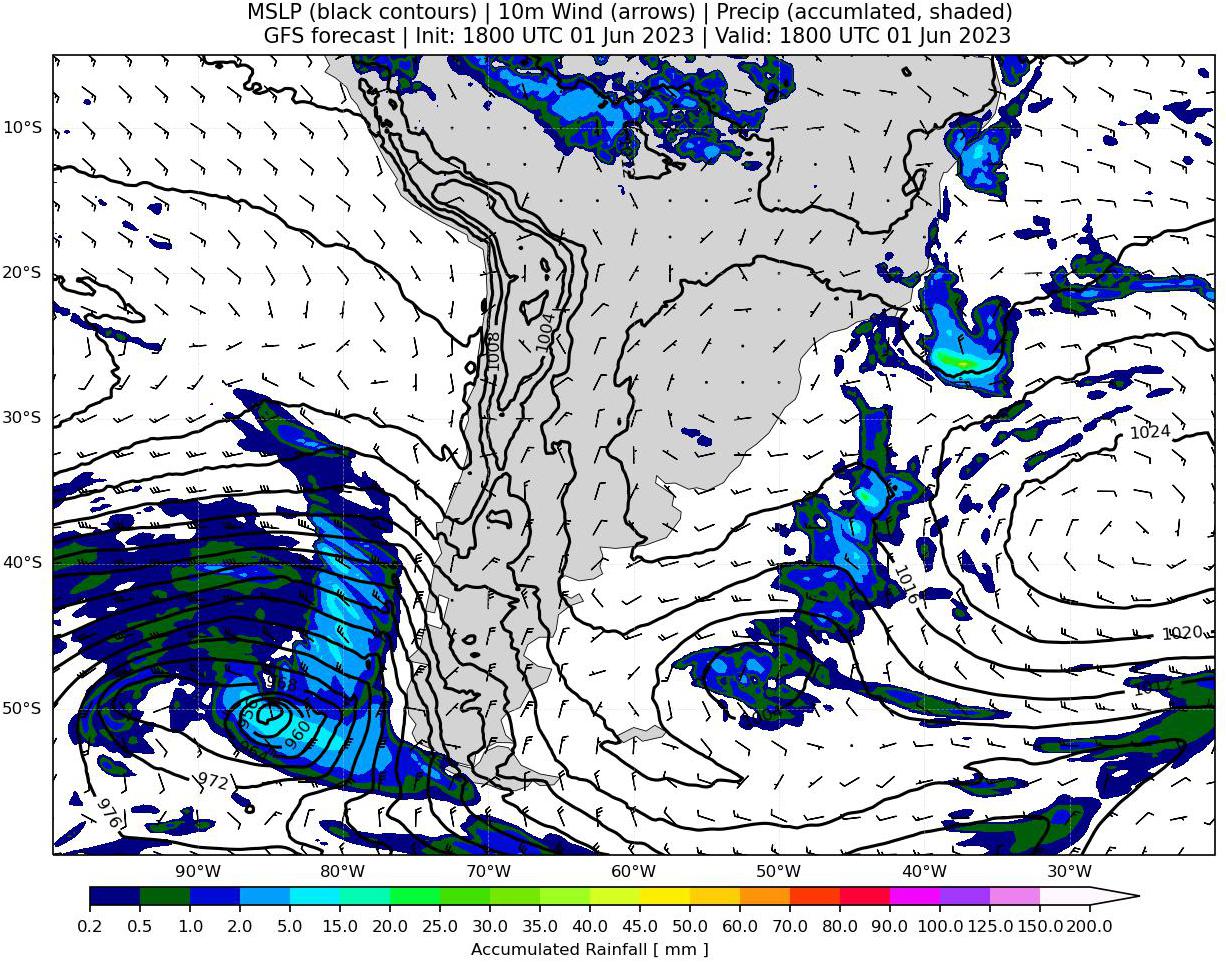 MSLP (black contours) | 10m Wind (arrows) | Precip (accumlated, shaded)
GFS forecast | Init: 1800 UTC 01 Jun 2023 | Valid: 1800 UTC 01 Jun 2023
10°S
20°S
1004
1008
30°S
1024
40°S
1016
1020
50°S
960
972
976
90°W 80°W 70°W 60°W 50°W 40°W 30°W
0.2 0.5 1.0 2.0 5.0 10.0 15.0 20.0 25.0 30.0 35.0 40.0 45.0 50.0 60.0 70.0 80.0 90.0 100.0 125.0 150.0 200.0
Accumulated Rainfall [ mm ]